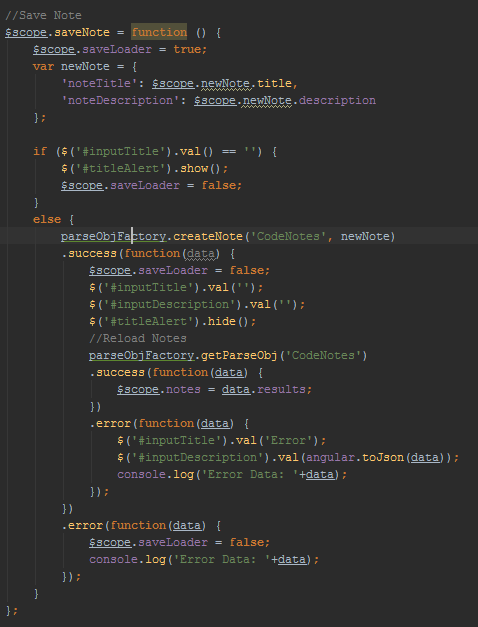 //Save Note
$scope.saveNote = function () {
    $scope.saveLoader = true;
    var newNote = {
        'noteTitle': $scope.newNote.title,
        'noteDescription': $scope.newNote.description
    };

    if ($('#inputTitle').val() == '') {
        $('#titleAlert').show();
        $scope.saveLoader = false;
    }
    else {
        parseObjFactory.createNote('CodeNotes', newNote)
        .success(function(data) {
            $scope.saveLoader = false;
            $('#inputTitle').val('');
            $('#inputDescription').val('');
            $('#titleAlert').hide();
            //Reload Notes
            parseObjFactory.getParseObj('CodeNotes')
            .success(function(data) {
                $scope.notes = data.results;
            })
            .error(function(data) {
                $('#inputTitle').val('Error');
                $('#inputDescription').val(angular.toJson(data));
                console.log('Error Data: '+data);
            });
        })
        .error(function(data) {
            $scope.saveLoader = false;
            console.log('Error Data: '+data);
        });
    }
};